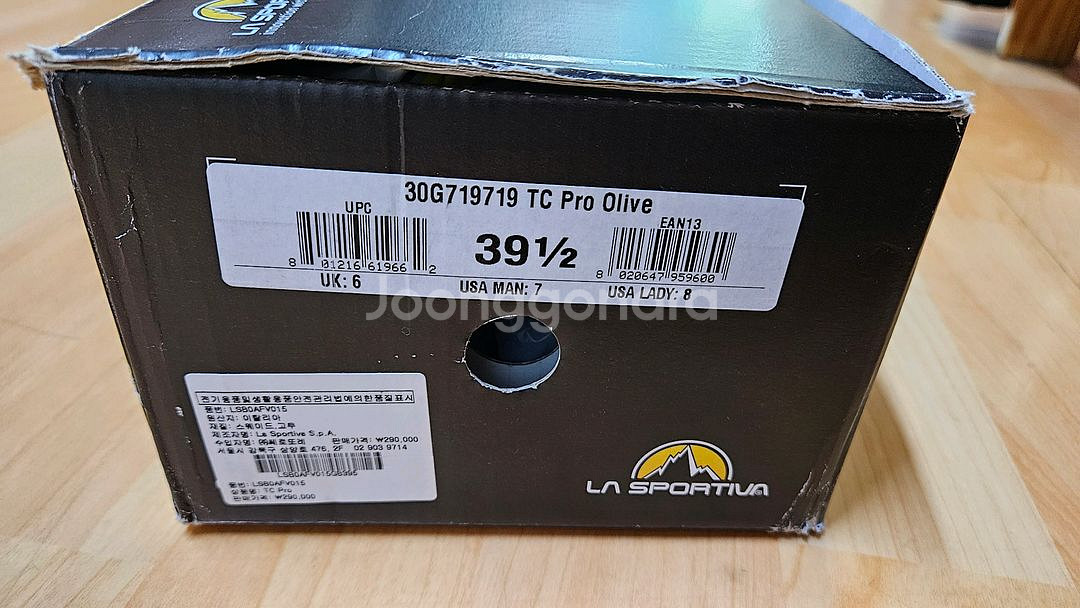 LA SPORTIVA
30G719719 TC Pro Olive
UPC
EAN13
39½
8 01216 61966 2
8 020647 959600
UK: 6
USA MAN: 7
USA LADY: 8
Joonggonara
전기용품및생활용품안전관리법에의한품질표시
품번: LSB0AFV015
원산지: 이탈리아
재질: 스웨이드,고무
제조자명: La Sportiva S.p.A.
수입자명: ㈜쎄로또레 판매가격: ₩290,000
서울시 강북구 삼양로 476, 2F 02 903 9714
품번: LSB0AFV015
상품명: TC Pro
판매가격: ₩290,000
LA SPORTIVA